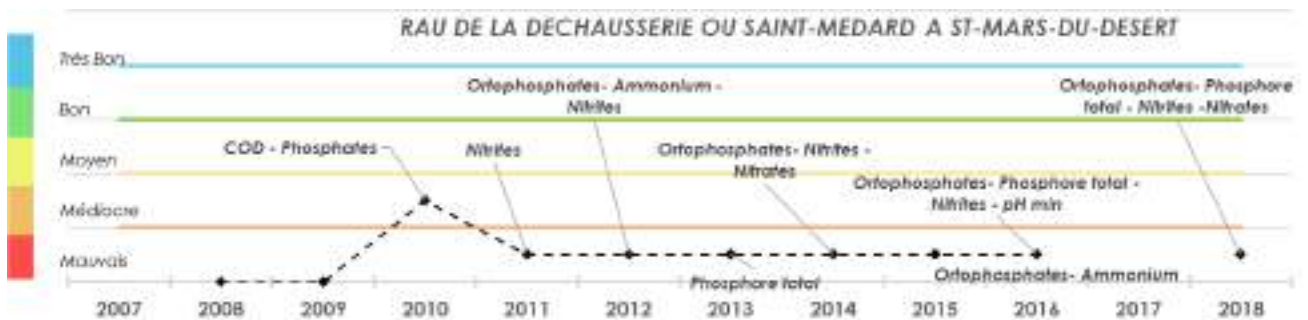 RAU DE LA DECHAUSSERIE OU SAINT-MEDARD A ST-MARS-DU-DESERT
Très Bon
Bon
Moyen
Médiocre
Mauvais
Ortophosphates- Ammonium -
Nitrites
Ortophosphates- Phosphore
total - Nitrites -Nitrates
COD - Phosphates
Nitrites
Ortophosphates- Nitrites -
Nitrates
Ortophosphates- Phosphore total -
Nitrites - pH min
Phosphore total
Ortophosphates- Ammonium
2007 2008 2009 2010 2011 2012 2013 2014 2015 2016 2017 2018